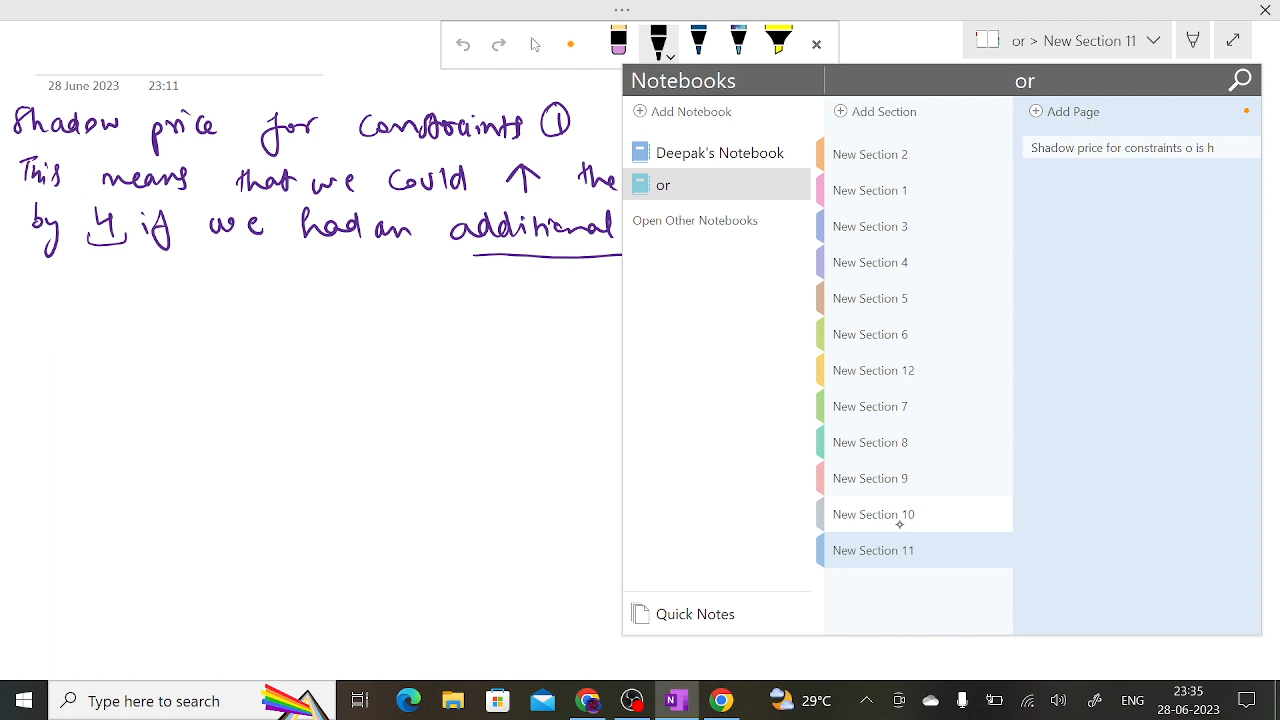 or > New Section 11
28 June 2023 23:11
Notebooks or
Shadow price for constraints ①
This means that we could ↑ the
by 4 if we had an additional
Add Notebook
Deepak's Notebook
or
Open Other Notebooks
Quick Notes
Add Section
New Section 2
New Section 1
New Section 3
New Section 4
New Section 5
New Section 6
New Section 12
New Section 7
New Section 8
New Section 9
New Section 10
New Section 11
Add Page
Shadow price for constraints o is h
Type here to search
29°C
ENG
28-06-2023